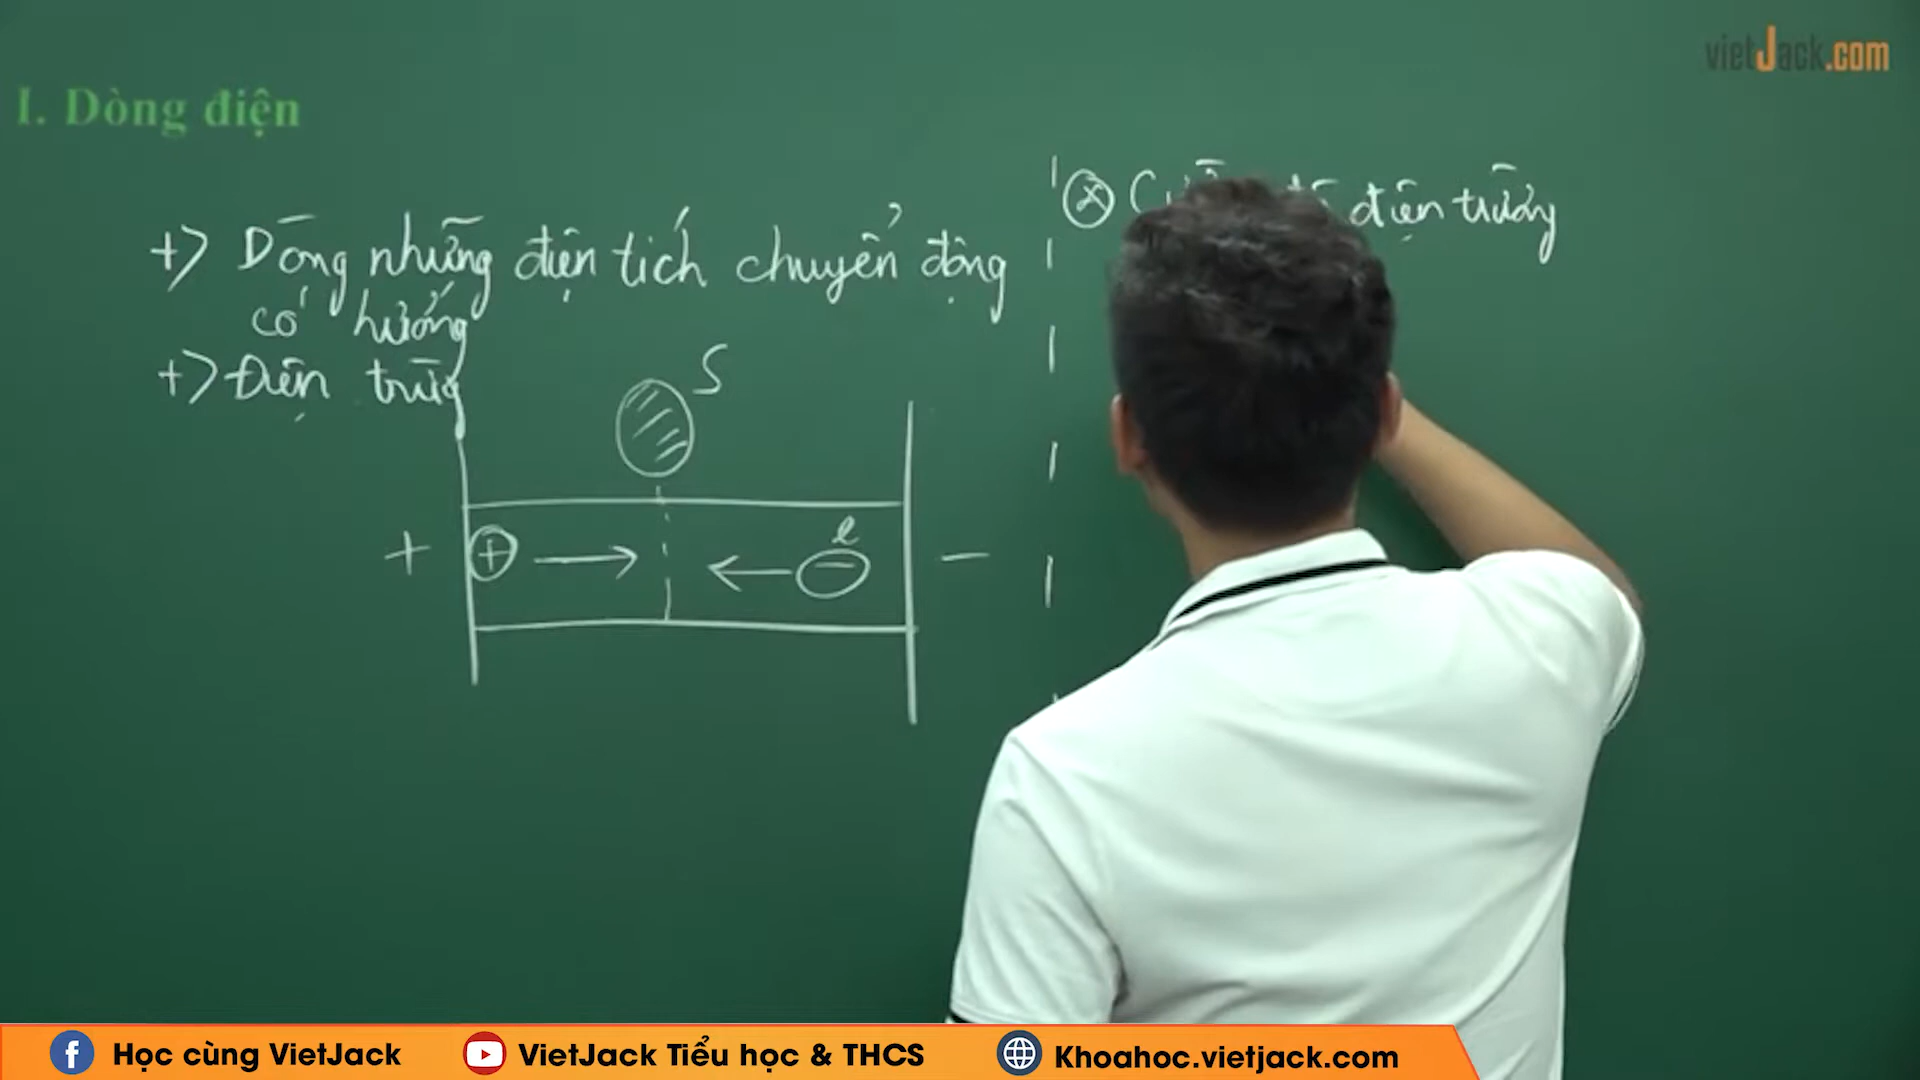 vietJack.com
I. Dòng điện
+) Dòng những điện tích chuyển động
có hướng
+) Điện trường
S
+ + → ← - e -
điện trường
Học cùng VietJack
VietJack Tiểu học & THCS
Khoahoc.vietjack.com